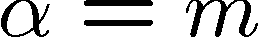 α = m